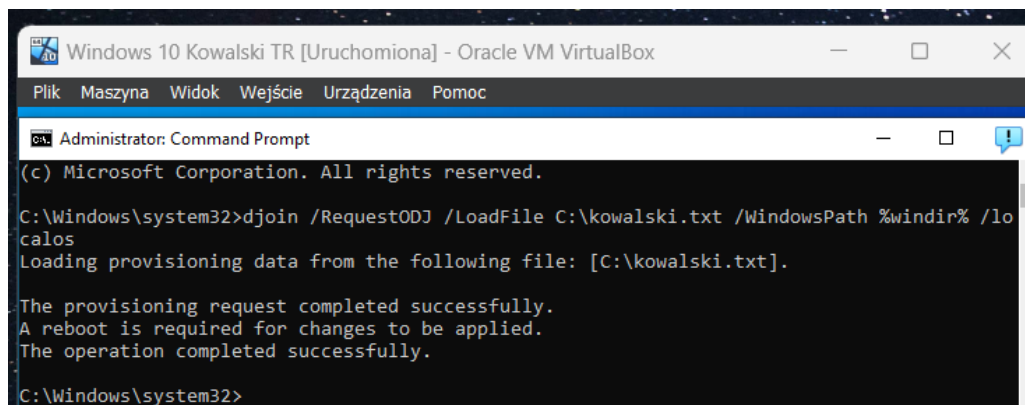 Windows 10 Kowalski TR [Uruchomiona] - Oracle VM VirtualBox
Plik Maszyna Widok Wejście Urządzenia Pomoc
Administrator: Command Prompt
(c) Microsoft Corporation. All rights reserved.
C:\Windows\system32>djoin /RequestODJ /LoadFile C:\kowalski.txt /WindowsPath %windir% /lo
calos
Loading provisioning data from the following file: [C:\kowalski.txt].
The provisioning request completed successfully.
A reboot is required for changes to be applied.
The operation completed successfully.
C:\Windows\system32>